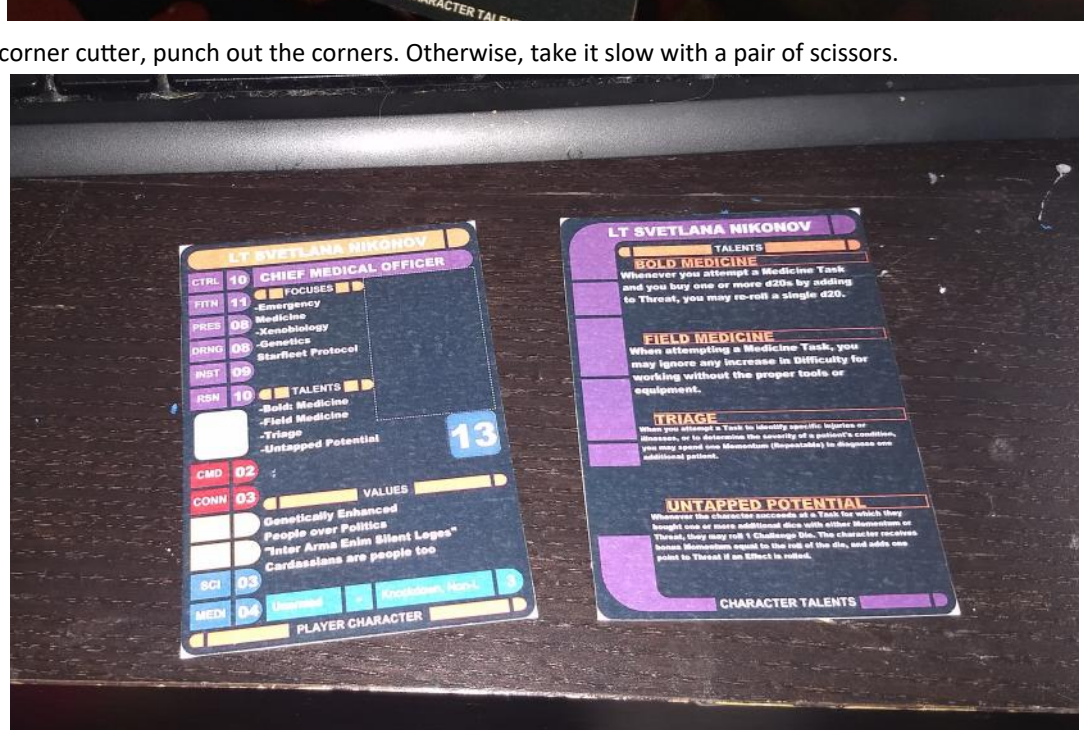 ARACTER TALENT
corner cutter, punch out the corners. Otherwise, take it slow with a pair of scissors.
LT SVETLANA NIKONOV
CTRL 10 CHIEF MEDICAL OFFICER
FITN 11
PRES 08
DRNG 08
INST 09
RSN 10
FOCUSES
-Emergency
Medicine
-Xenobiology
-Genetics
Starfleet Protocol
TALENTS
-Bold: Medicine
-Field Medicine
-Triage
-Untapped Potential
13
CMD 02
CONN 03
SCI 03
MEDI 04
VALUES
Genetically Enhanced
People over Politics
"Inter Arma Enim Silent Leges"
Cardassians are people too
Unarmed - Knockdown, Non-L 3
PLAYER CHARACTER
LT SVETLANA NIKONOV
TALENTS
BOLD MEDICINE
Whenever you attempt a Medicine Task
and you buy one or more d20s by adding
to Threat, you may re-roll a single d20.
FIELD MEDICINE
When attempting a Medicine Task, you
may ignore any increase in Difficulty for
working without the proper tools or
equipment.
TRIAGE
When you attempt a Task to identify specific injuries or
illnesses, or to determine the severity of a patient's condition,
you may spend one Momentum (Repeatable) to diagnose one
additional patient.
UNTAPPED POTENTIAL
Whenever the character succeeds at a Task for which they
bought one or more additional dice with either Momentum or
Threat, they may roll 1 Challenge Die. The character receives
bonus Momentum equal to the roll of the die, and adds one
point to Threat if an Effect is rolled.
CHARACTER TALENTS